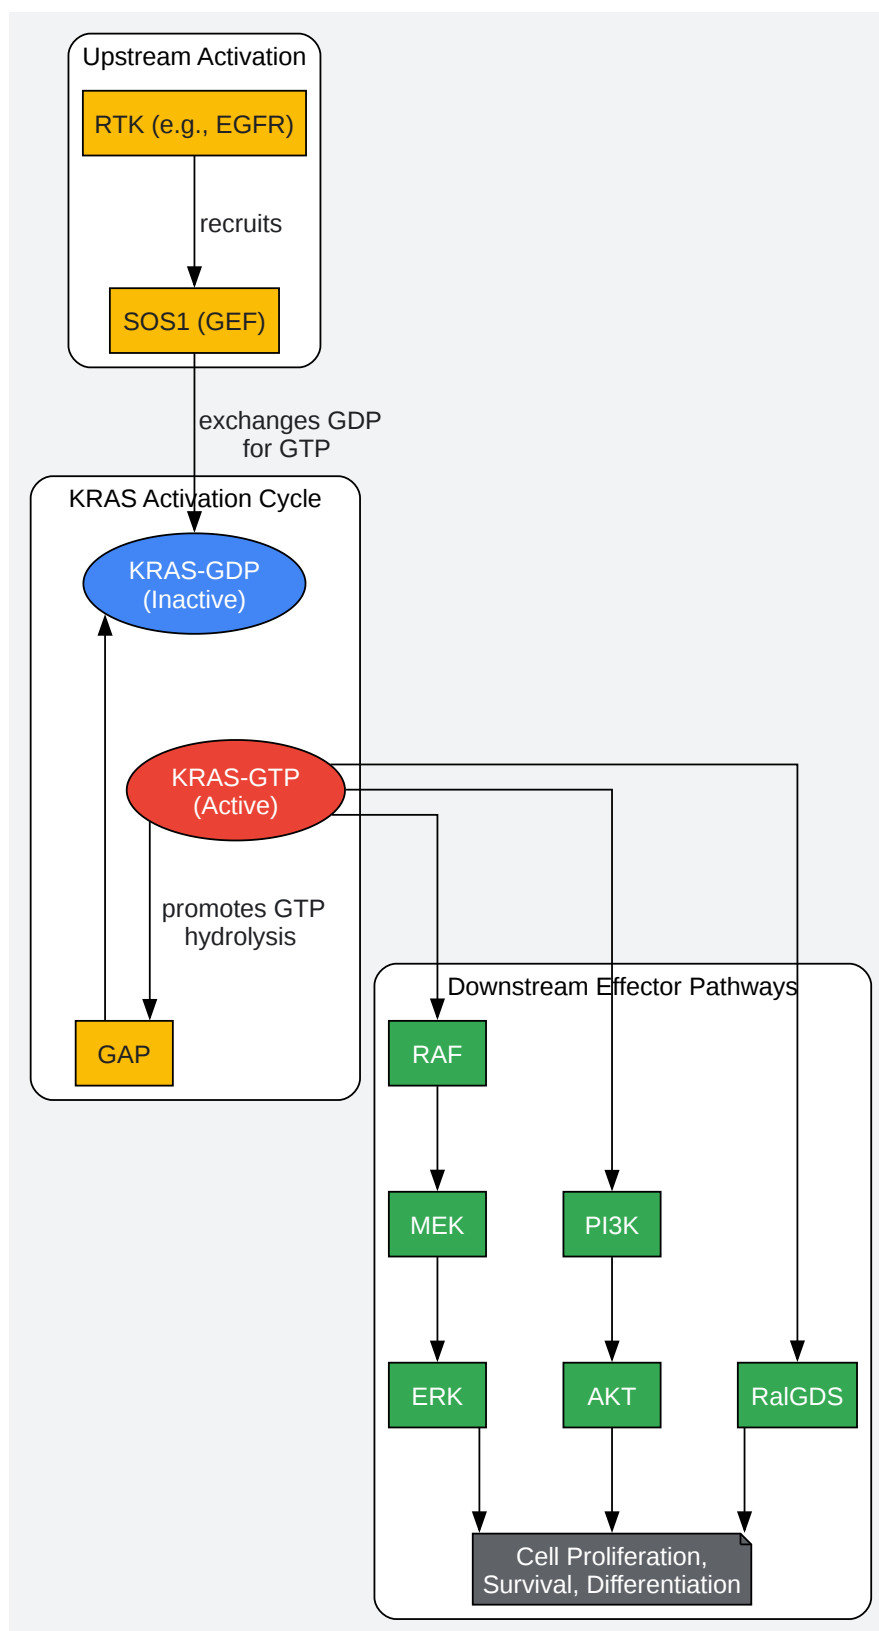 Upstream Activation
RTK (e.g., EGFR)
recruits
SOS1 (GEF)
exchanges GDP
for GTP
KRAS Activation Cycle
KRAS-GDP
(Inactive)
KRAS-GTP
(Active)
promotes GTP
hydrolysis
GAP
Downstream Effector Pathways
RAF
MEK
PI3K
ERK
AKT
RalGDS
Cell Proliferation,
Survival, Differentiation